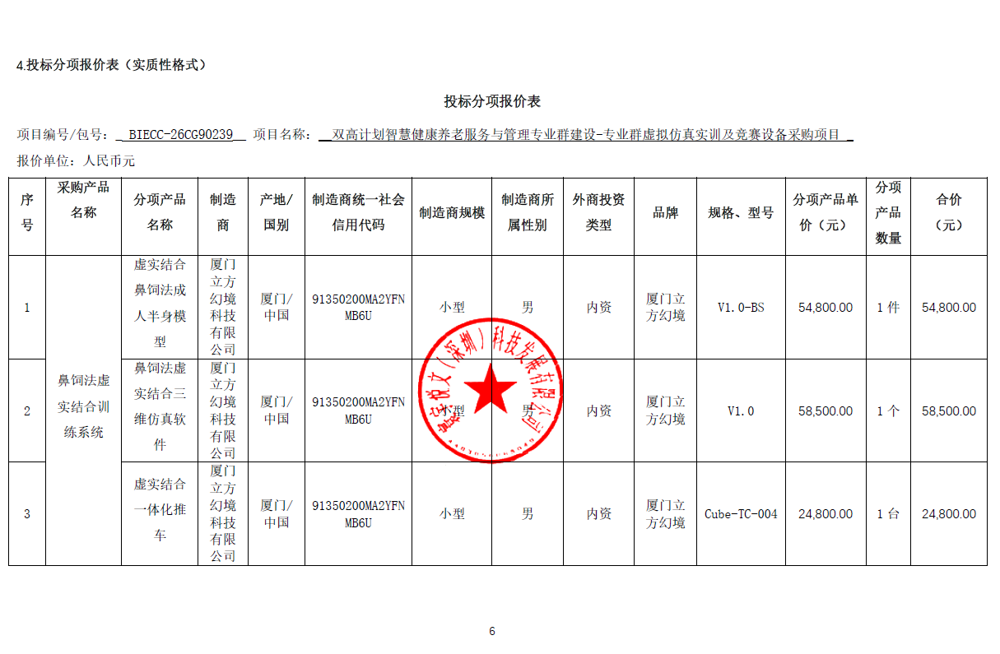 4.投标分项报价表（实质性格式）
投标分项报价表
项目编号/包号： BIECC-26CG90239 项目名称： 双高计划智慧健康养老服务与管理专业群建设-专业群虚拟仿真实训及竞赛设备采购项目
报价单位：人民币元
序号 采购产品名称 分项产品名称 制造商 产地/国别 制造商统一社会信用代码 制造商规模 制造商所属性别 外商投资类型 品牌 规格、型号 分项产品单价（元） 分项产品数量 合价（元）
1 鼻饲法虚实结合训练系统 虚实结合鼻饲法成人半身模型 厦门立方幻境科技有限公司 厦门/中国 91350200MA2YFNMB6U 小型 男 内资 厦门立方幻境 V1.0-BS 54,800.00 1 件 54,800.00
2 鼻饲法虚实结合三维仿真软件 厦门立方幻境科技有限公司 厦门/中国 91350200MA2YFNMB6U 小型 男 内资 厦门立方幻境 V1.0 58,500.00 1 个 58,500.00
3 虚实结合一体化推车 厦门立方幻境科技有限公司 厦门/中国 91350200MA2YFNMB6U 小型 男 内资 厦门立方幻境 Cube-TC-004 24,800.00 1 台 24,800.00
文（深圳）科技发展有限公司
6